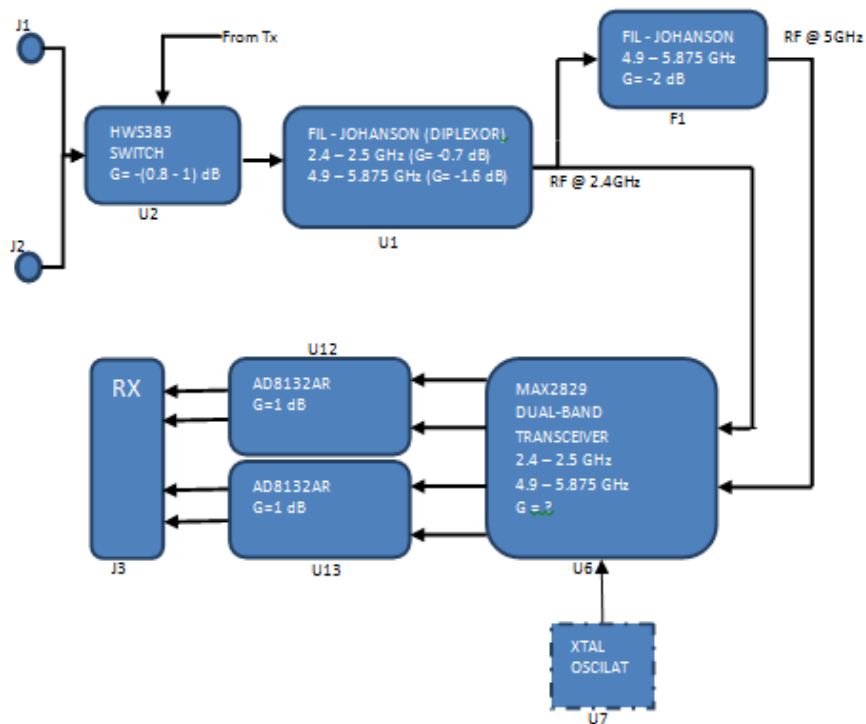 J1
From Tx
FIL - JOHANSON
4.9 – 5.875 GHz
G= -2 dB
RF @ 5GHz
F1
HWS383
SWITCH
G= -(0.8 - 1) dB
U2
FIL - JOHANSON (DIPLEXOR)
2.4 – 2.5 GHz (G= -0.7 dB)
4.9 – 5.875 GHz (G= -1.6 dB)
RF @ 2.4GHz
U1
J2
U12
RX
AD8132AR
G=1 dB
MAX2829
DUAL-BAND
TRANSCEIVER
2.4 – 2.5 GHz
4.9 – 5.875 GHz
G = ?
AD8132AR
G=1 dB
J3
U13
U6
XTAL
OSCILAT
U7